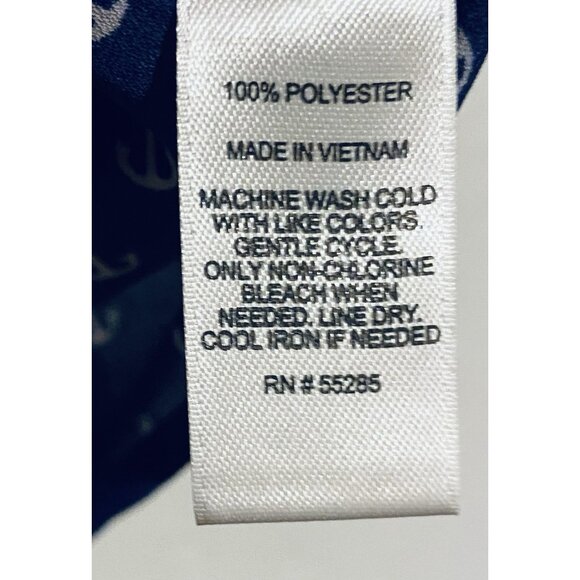 100% POLYESTER
MADE IN VIETNAM
MACHINE WASH COLD
WITH LIKE COLORS.
GENTLE CYCLE.
ONLY NON-CHLORINE
BLEACH WHEN
NEEDED. LINE DRY.
COOL IRON IF NEEDED
RN # 55285